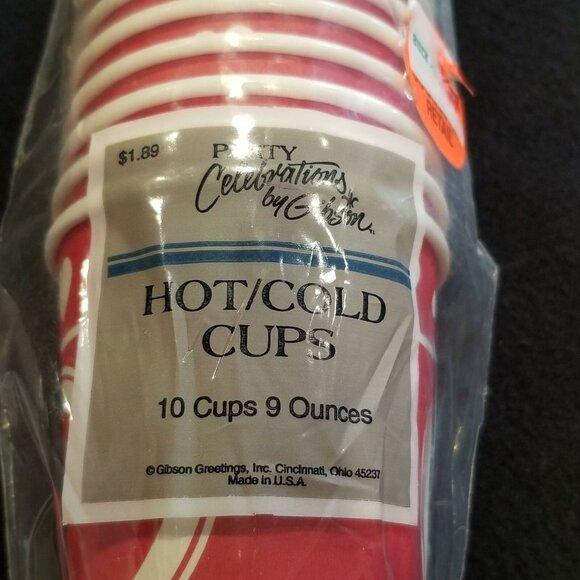 $1.89
PARTY
Celebrations
by Gibson
HOT/COLD
CUPS
10 Cups 9 Ounces
© Gibson Greetings, Inc. Cincinnati, Ohio 45237
Made in U.S.A.
RETAIL